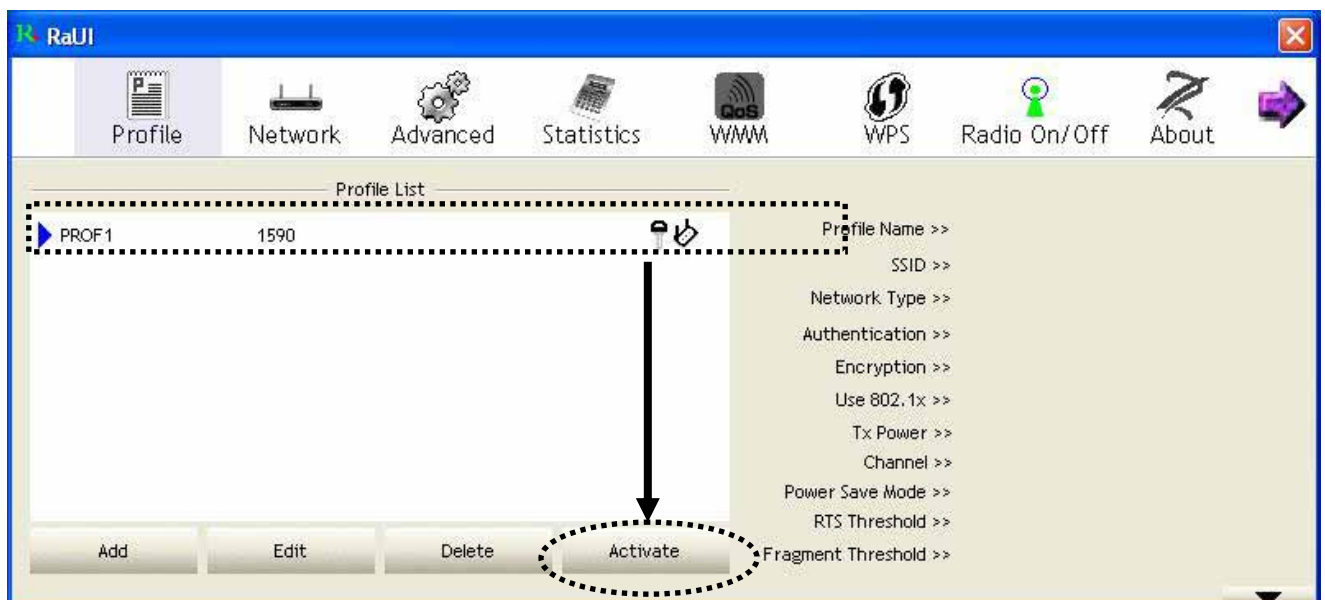 RaUI
Profile Network Advanced Statistics QoS WMM WPS Radio On/Off About
Profile List
PROF1 1590
Profile Name >>
SSID >>
Network Type >>
Authentication >>
Encryption >>
Use 802.1x >>
Tx Power >>
Channel >>
Power Save Mode >>
RTS Threshold >>
Fragment Threshold >>
Add Edit Delete Activate